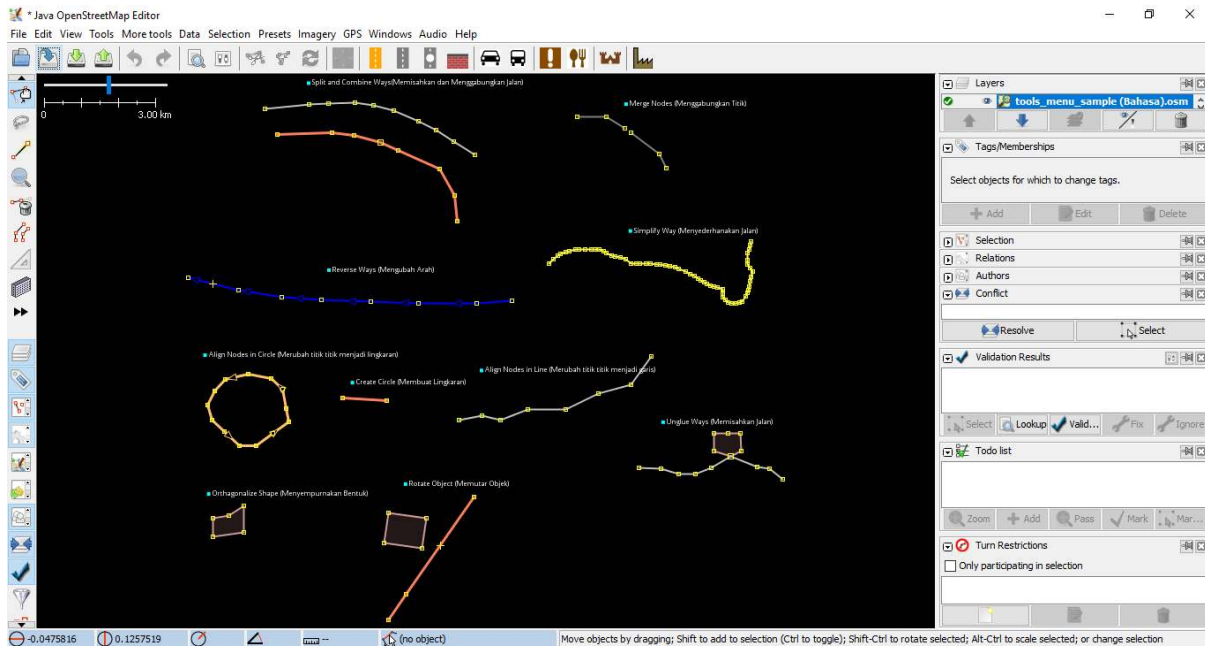 * Java OpenStreetMap Editor
File Edit View Tools More tools Data Selection Presets Imagery GPS Windows Audio Help
0 3.00 km
Split and Combine Ways(Memisahkan dan Menggabungkan Jalan)
Merge Nodes (Menggabungkan Titik)
Simplify Way (Menyederhanakan Jalan)
Reverse Ways (Mengubah Arah)
Align Nodes in Circle (Merubah titik titik menjadi lingkaran)
Create Circle (Membuat Lingkaran)
Align Nodes in Line (Merubah titik titik menjadi garis)
Unglue Ways (Memisahkan Jalan)
Orthagonalize Shape (Menyempurnakan Bentuk)
Rotate Object (Memutar Objek)
Layers
tools_menu_sample (Bahasa).osm
Tags/Memberships
Select objects for which to change tags.
Add Edit Delete
Selection
Relations
Authors
Conflict
Resolve Select
Validation Results
Select Lookup Valid... Fix Ignore
Todo list
Zoom Add Pass Mark Mar...
Turn Restrictions
Only participating in selection
-0.0475816 0.1257519 -- (no object) Move objects by dragging; Shift to add to selection (Ctrl to toggle); Shift-Ctrl to rotate selected; Alt-Ctrl to scale selected; or change selection